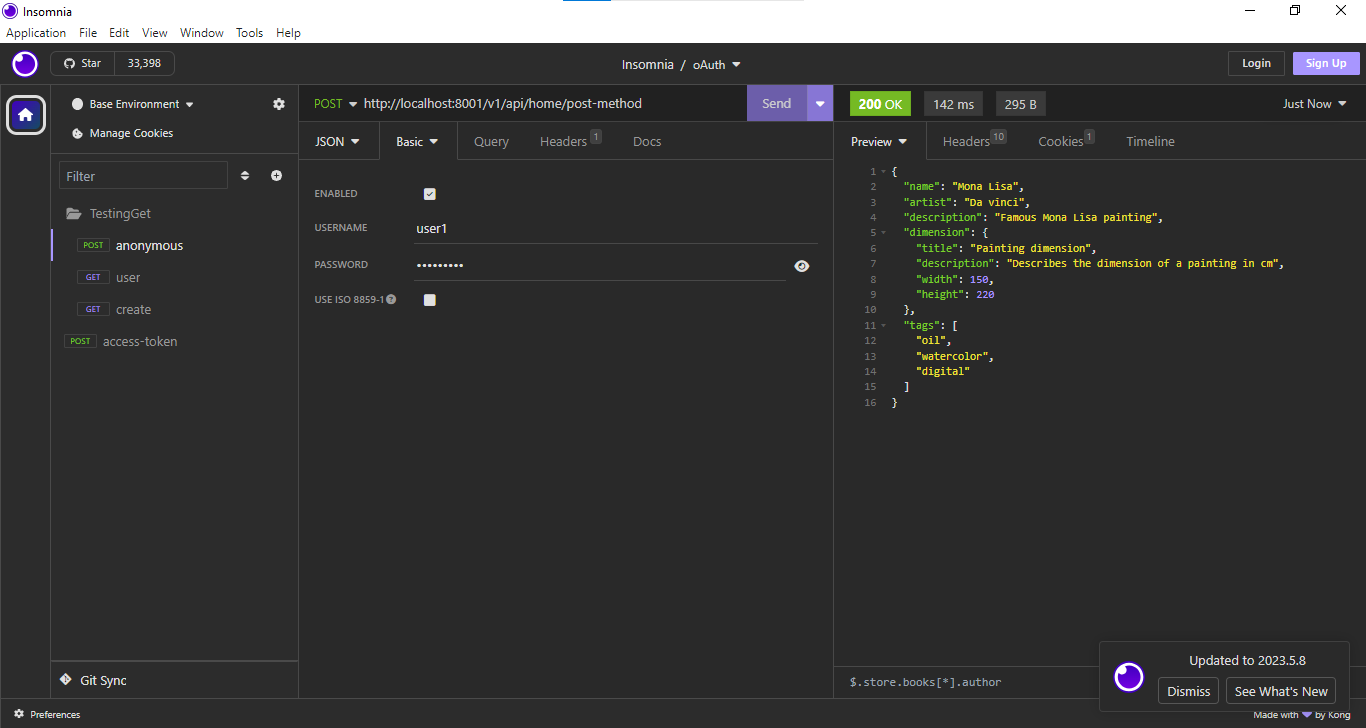 Insomnia
Application File Edit View Window Tools Help
Star 33,398
Insomnia / oAuth
Login Sign Up
Base Environment
Manage Cookies
Filter
TestingGet
POST anonymous
GET user
GET create
POST access-token
Git Sync
POST http://localhost:8001/v1/api/home/post-method Send
JSON Basic Query Headers 1 Docs
ENABLED
USERNAME user1
PASSWORD •••••••••
USE ISO 8859-1
200 OK 142 ms 295 B Just Now
Preview Headers 10 Cookies 1 Timeline
1 {
2 "name": "Mona Lisa",
3 "artist": "Da vinci",
4 "description": "Famous Mona Lisa painting",
5 "dimension": {
6 "title": "Painting dimension",
7 "description": "Describes the dimension of a painting in cm",
8 "width": 150,
9 "height": 220
10 },
11 "tags": [
12 "oil",
13 "watercolor",
14 "digital"
15 ]
16 }
$.store.books[*].author
Updated to 2023.5.8
Dismiss See What's New
Preferences
Made with by Kong